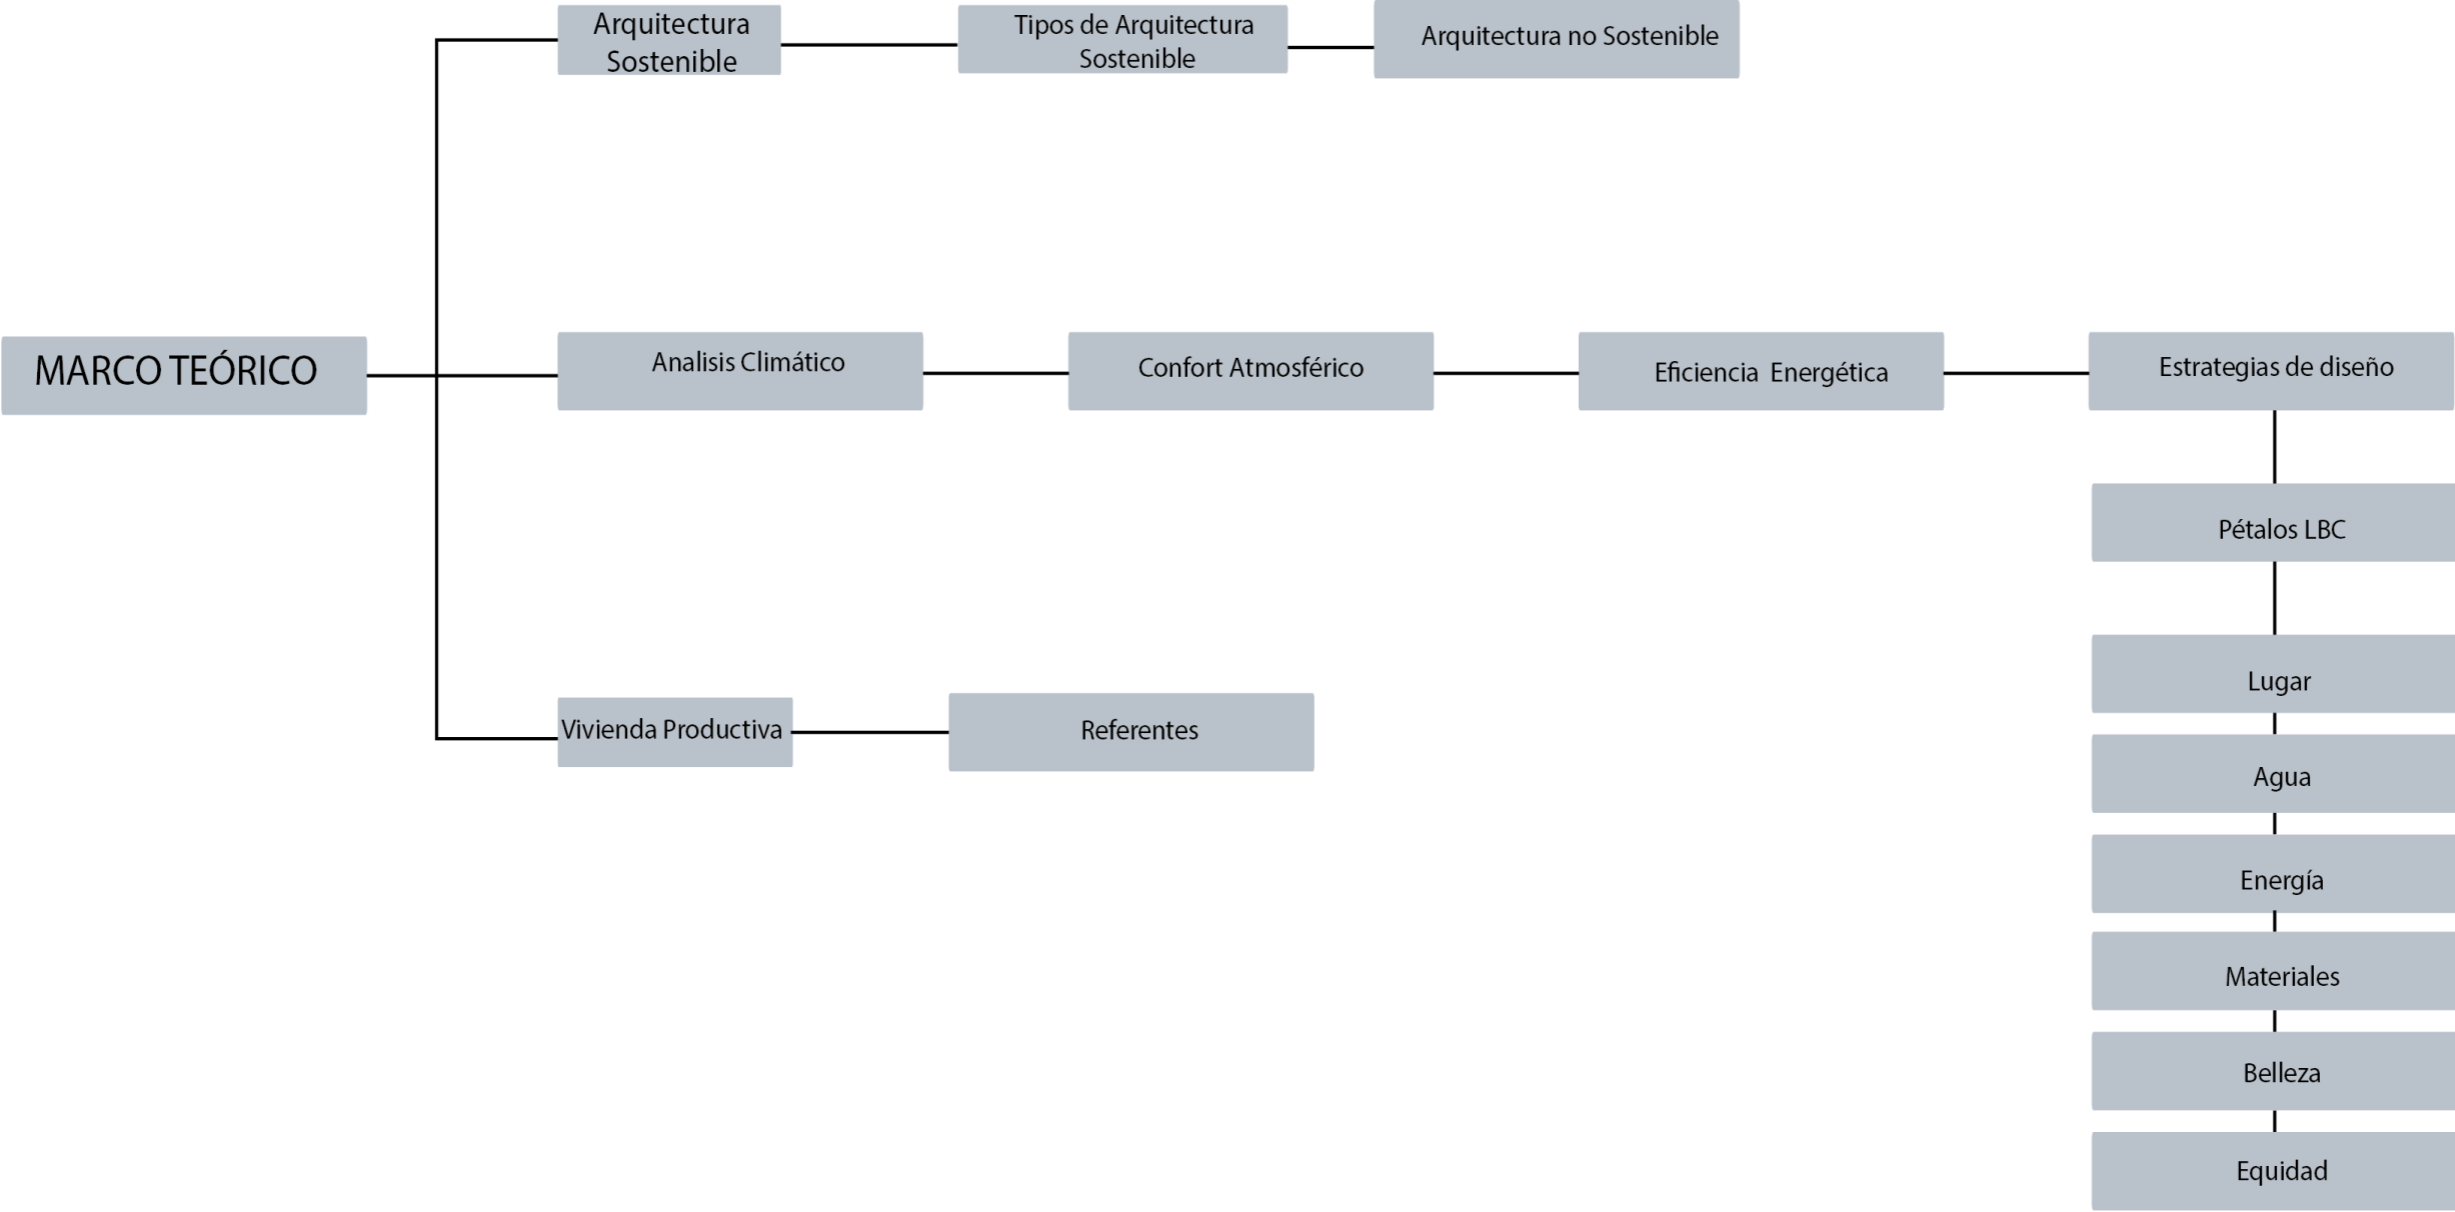 Arquitectura
Sostenible
Tipos de Arquitectura
Sostenible
Arquitectura no Sostenible
MARCO TEÓRICO
Analisis Climático
Confort Atmosférico
Eficiencia Energética
Estrategias de diseño
Pétalos LBC
Lugar
Vivienda Productiva
Referentes
Agua
Energía
Materiales
Belleza
Equidad